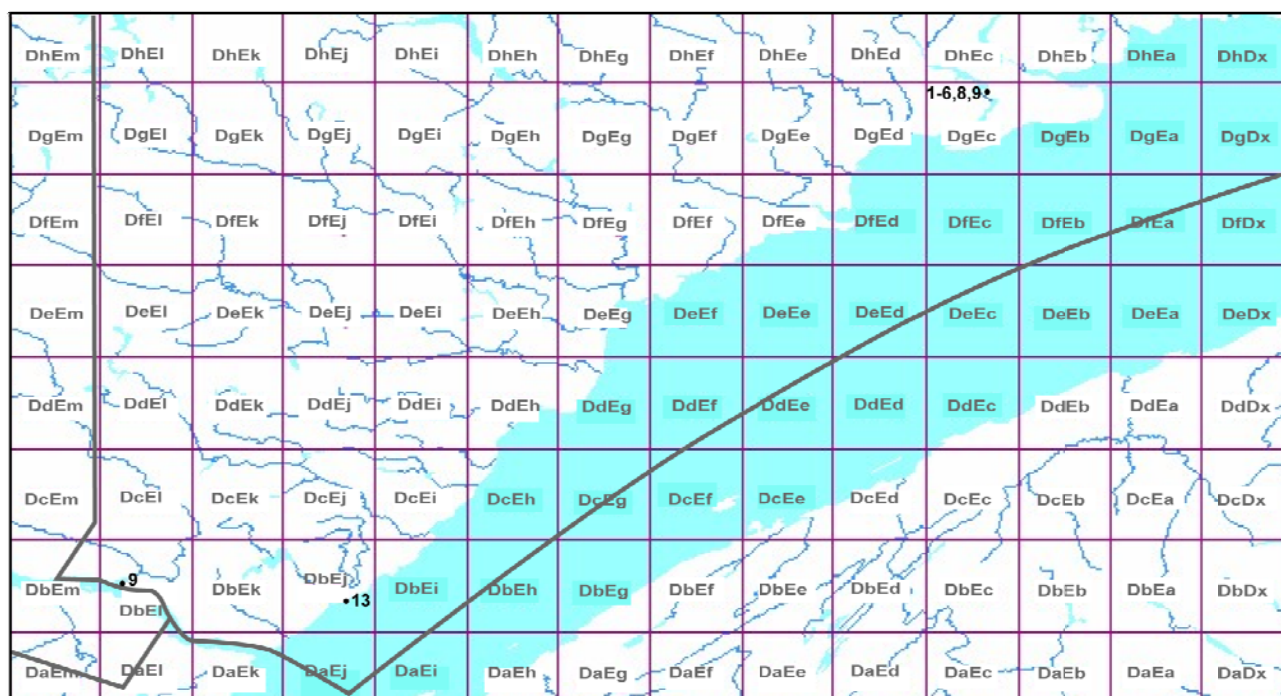 DhEm DhEl DhEk DhEj DhEi DhEh DhEg DhEf DhEe DhEd DhEc DhEb DhEa DhDx
1-6,8,9
DgEm DgEl DgEk DgEj DgEi DgEh DgEg DgEf DgEe DgEd DgEc DgEb DgEa DgDx
DfEm DfEl DfEk DfEj DfEi DfEh DfEg DfEf DfEe DfEd DfEc DfEb DfEa DfDx
DeEm DeEl DeEk DeEj DeEi DeEh DeEg DeEf DeEe DeEd DeEc DeEb DeEa DeDx
DdEm DdEl DdEk DdEj DdEi DdEh DdEg DdEf DdEe DdEd DdEc DdEb DdEa DdDx
DcEm DcEl DcEk DcEj DcEi DcEh DcEg DcEf DcEe DcEd DcEc DcEb DcEa DcDx
9
DbEm DbEl DbEk DbEj DbEi DbEh DbEg DbEf DbEe DbEd DbEc DbEb DbEa DbDx
13
DaEm DaEl DaEk DaEj DaEi DaEh DaEg DaEf DaEe DaEd DaEc DaEb DaEa DaDx